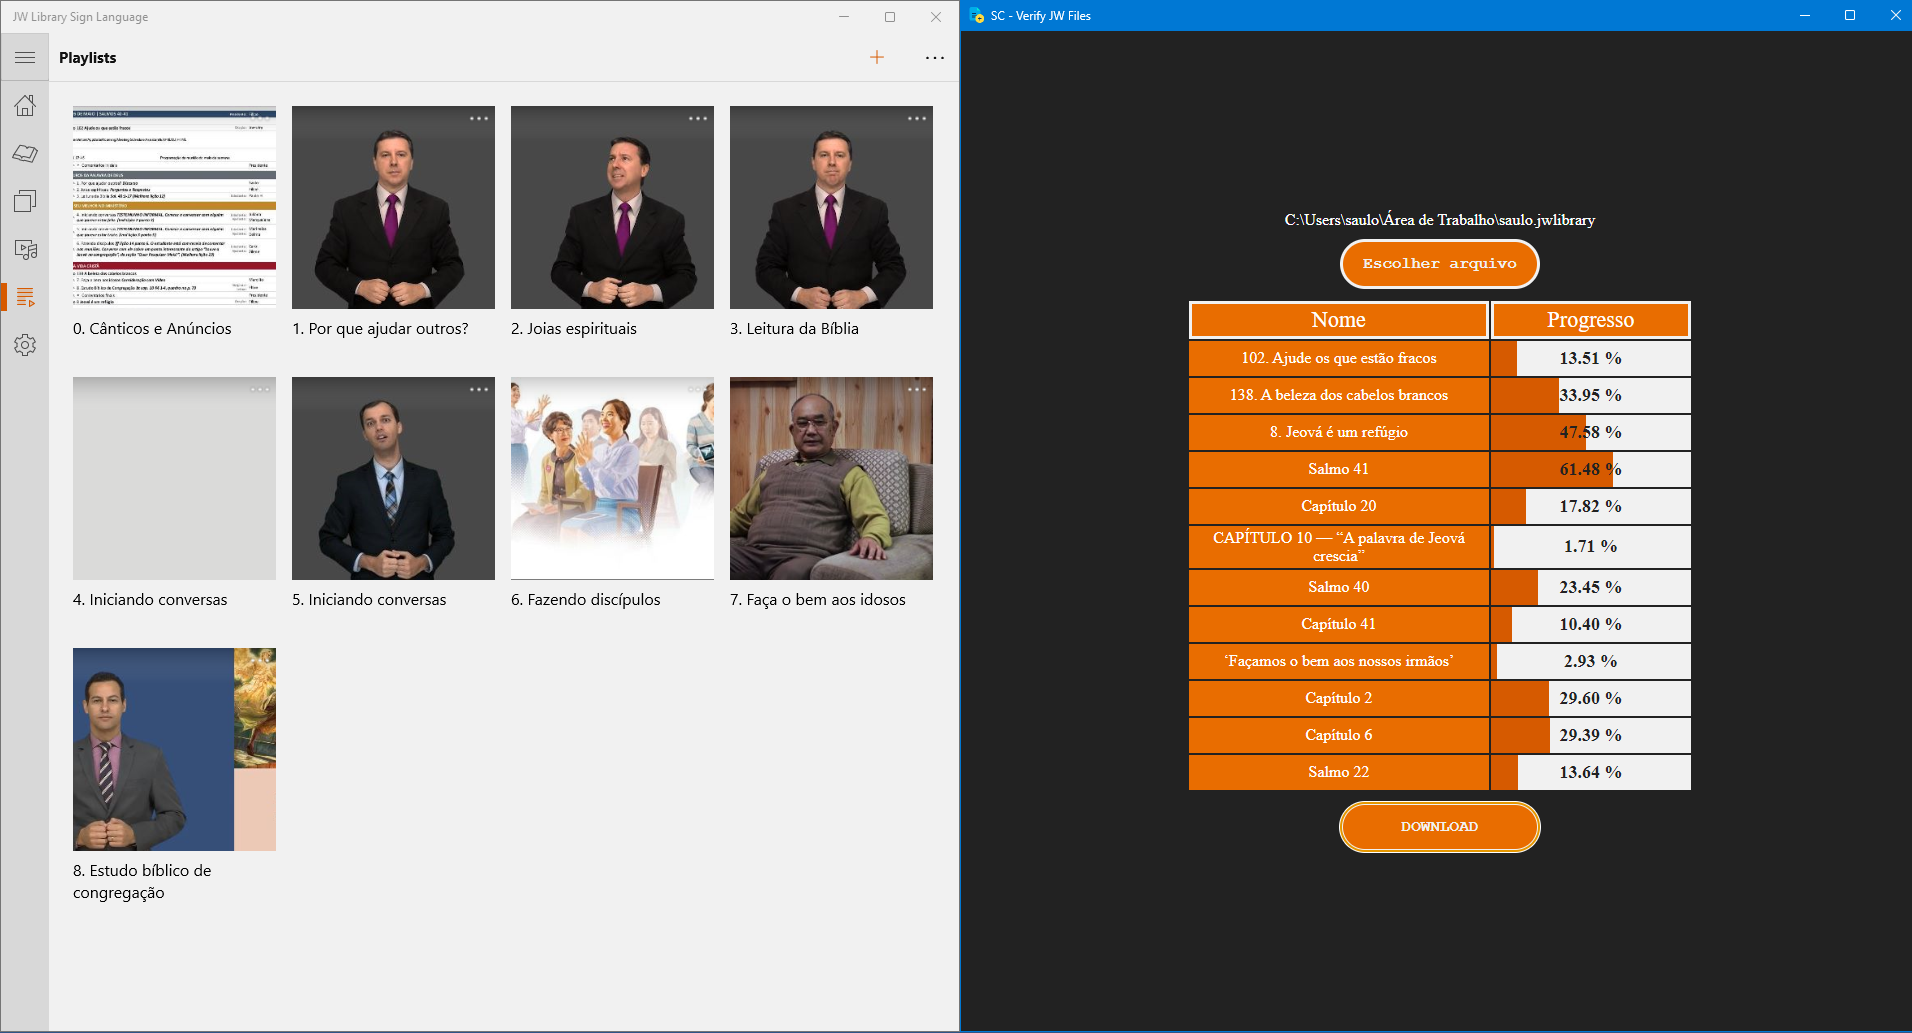 JW Library Sign Language
Playlists
0. Cânticos e Anúncios
1. Por que ajudar outros?
2. Joias espirituais
3. Leitura da Bíblia
4. Iniciando conversas
5. Iniciando conversas
6. Fazendo discípulos
7. Faça o bem aos idosos
8. Estudo bíblico de
congregação
SC - Verify JW Files
C:\Users\saulo\Área de Trabalho\saulo.jwlibrary
Escolher arquivo
Nome Progresso
102. Ajude os que estão fracos 13.51 %
138. A beleza dos cabelos brancos 33.95 %
8. Jeová é um refúgio 47.58 %
Salmo 41 61.48 %
Capítulo 20 17.82 %
CAPÍTULO 10 — “A palavra de Jeová
crescia” 1.71 %
Salmo 40 23.45 %
Capítulo 41 10.40 %
‘Façamos o bem aos nossos irmãos’ 2.93 %
Capítulo 2 29.60 %
Capítulo 6 29.39 %
Salmo 22 13.64 %
DOWNLOAD